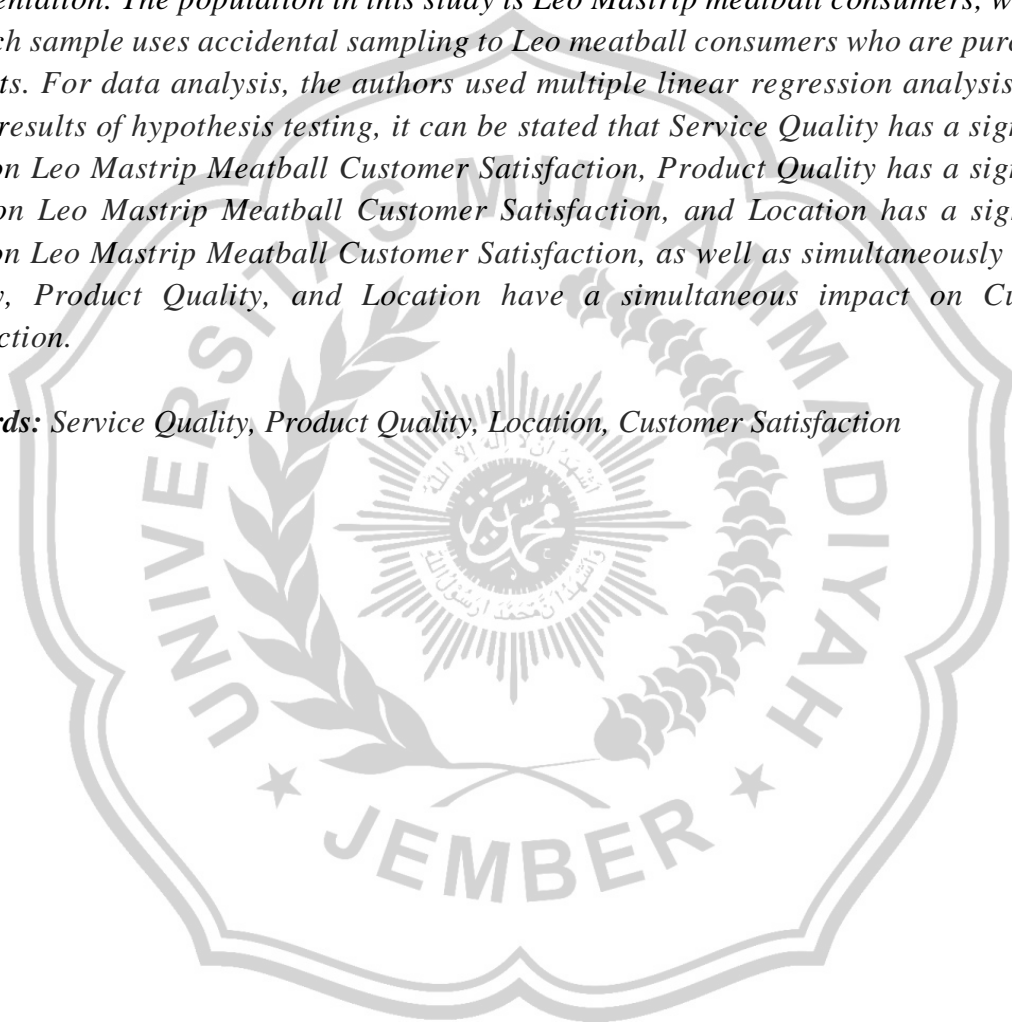 entation. The population in this study is Leo Mastrip meatball consumers, w
ch sample uses accidental sampling to Leo meatball consumers who are pur
ts. For data analysis, the authors used multiple linear regression analysis
results of hypothesis testing, it can be stated that Service Quality has a sig
on Leo Mastrip Meatball Customer Satisfaction, Product Quality has a sig
on Leo Mastrip Meatball Customer Satisfaction, and Location has a sig
on Leo Mastrip Meatball Customer Satisfaction, as well as simultaneously
y, Product Quality, and Location have a simultaneous impact on Cu
ction.
rds: Service Quality, Product Quality, Location, Customer Satisfaction
UNIVERSITAS MUHAMMADIYAH
JEMBER